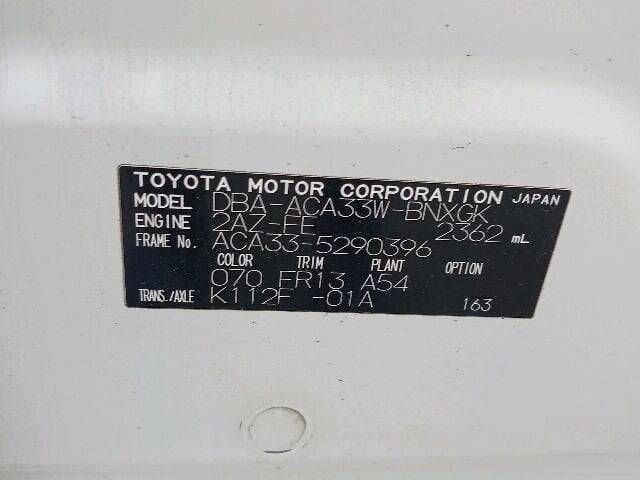 TOYOTA MOTOR CORPORATION JAPAN
MODEL DBA-ACA33W-BNXGK
ENGINE 2AZ-FE 2362 mL
FRAME No. ACA33-5290396
COLOR TRIM PLANT OPTION
070 FR13 A54
TRANS./AXLE K112F -01A 163